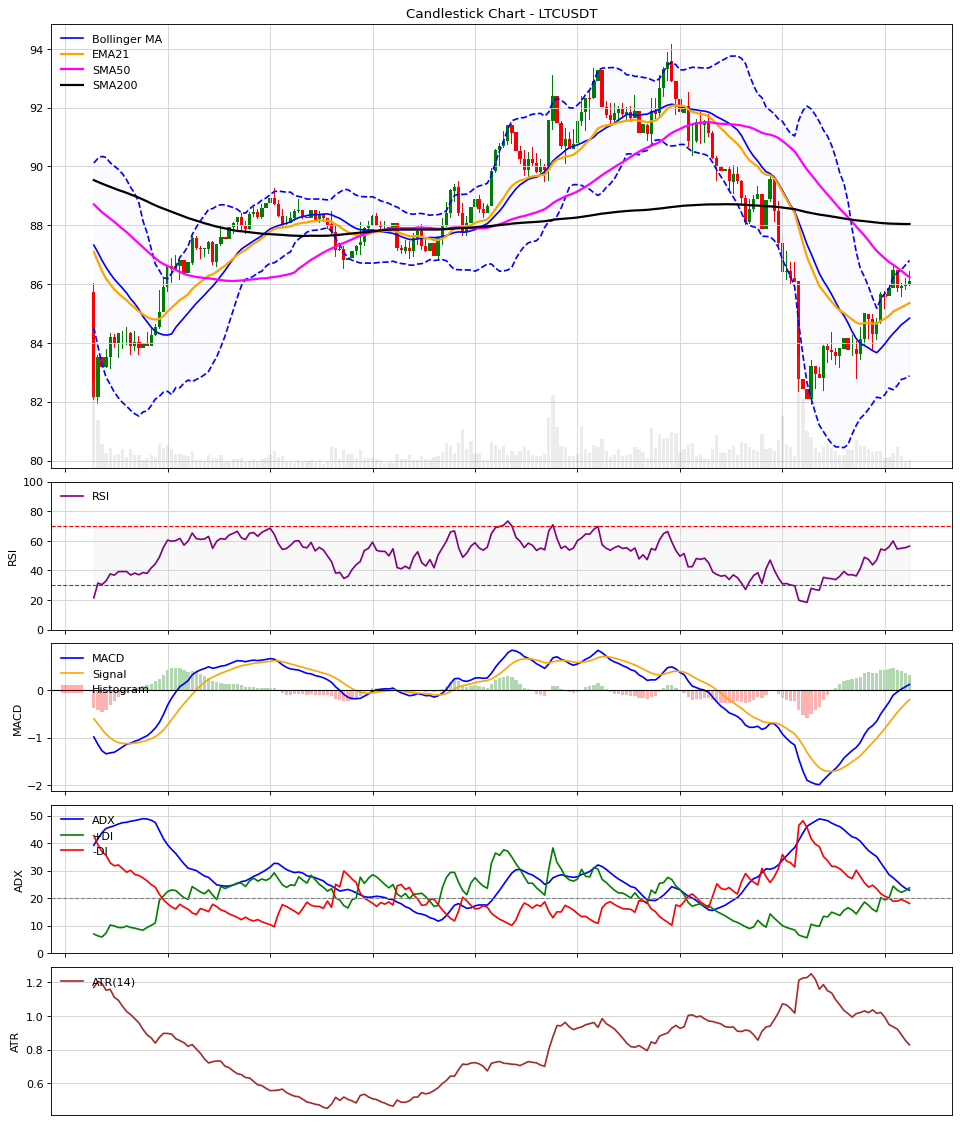 Candlestick Chart - LTCUSDT
Bollinger MA
EMA21
SMA50
SMA200
94
92
90
88
86
84
82
80
RSI
100
80
60
40
20
0
RSI
MACD
Signal
Histogram
0
−1
−2
MACD
ADX
+DI
-DI
50
40
30
20
10
0
ADX
ATR(14)
1.2
1.0
0.8
0.6
ATR